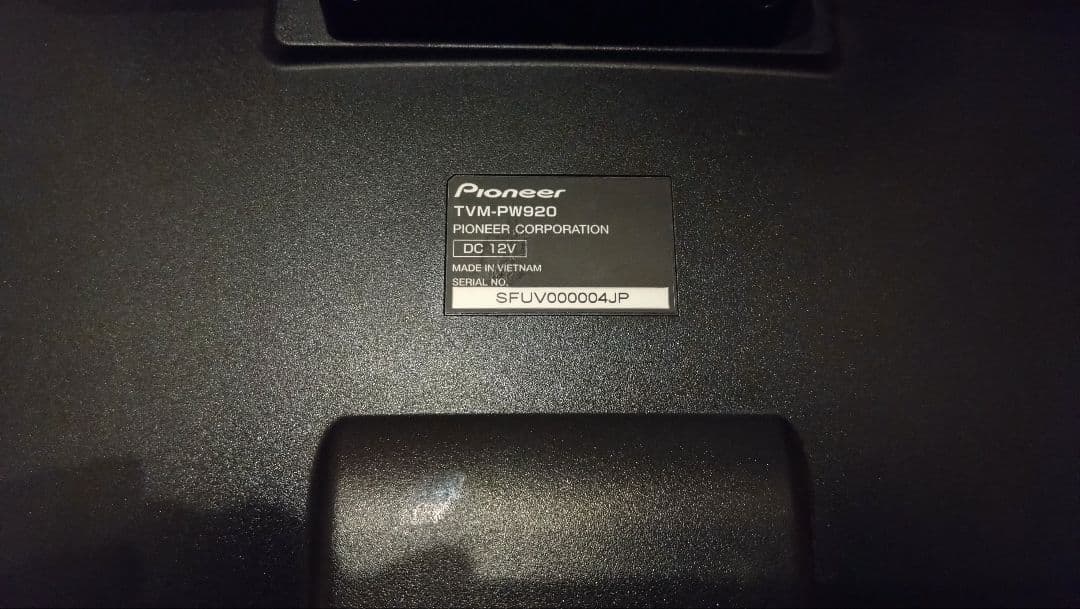 Pioneer
TVM-PW920
PIONEER CORPORATION
DC 12V
MADE IN VIETNAM
SERIAL NO.
SFUV000004JP